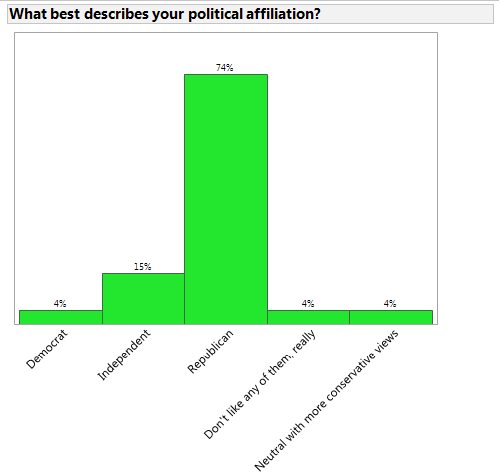 What best describes your political affiliation?
74%
15%
4%
4%
4%
Democrat
Independent
Republican
Don't like any of them, really
Neutral with more conservative views